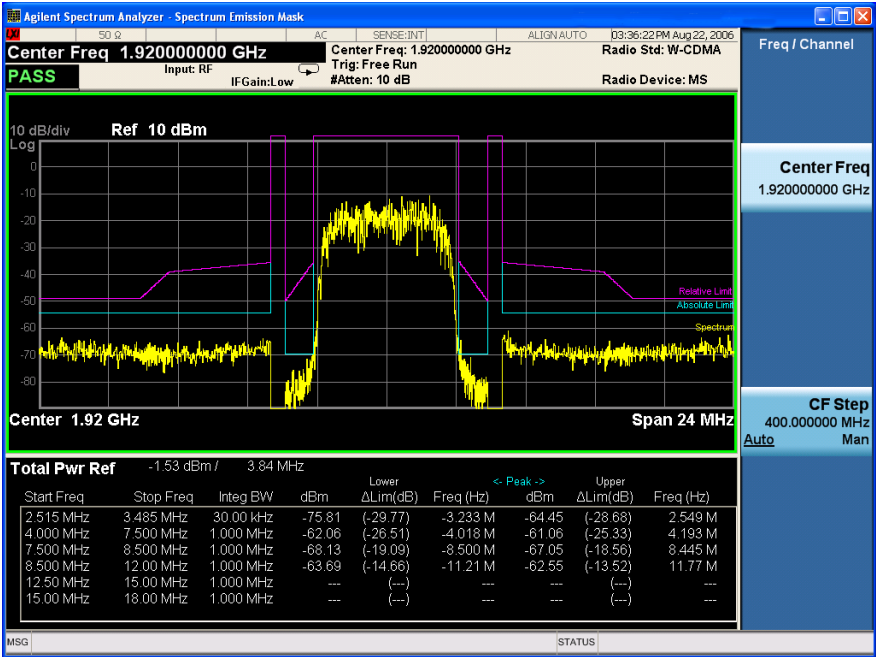 Agilent Spectrum Analyzer - Spectrum Emission Mask
50 Ω AC SENSE:INT ALIGN AUTO 03:36:22 PM Aug 22, 2006
Center Freq 1.920000000 GHz
PASS
Input: RF
IFGain:Low
Center Freq: 1.920000000 GHz
Trig: Free Run
#Atten: 10 dB
Radio Std: W-CDMA
Radio Device: MS
Freq / Channel
Center Freq
1.920000000 GHz
CF Step
400.000000 MHz
Auto Man
10 dB/div Ref 10 dBm
Log
0
-10
-20
-30
-40
-50
-60
-70
-80
Relative Limit
Absolute Limit
Spectrum
Center 1.92 GHz Span 24 MHz
Total Pwr Ref -1.53 dBm / 3.84 MHz
Lower <- Peak -> Upper
Start Freq Stop Freq Integ BW dBm ΔLim(dB) Freq (Hz) dBm ΔLim(dB) Freq (Hz)
2.515 MHz 3.485 MHz 30.00 kHz -75.81 (-29.77) -3.233 M -64.45 (-28.68) 2.549 M
4.000 MHz 7.500 MHz 1.000 MHz -62.06 (-26.51) -4.018 M -61.06 (-25.33) 4.193 M
7.500 MHz 8.500 MHz 1.000 MHz -68.13 (-19.09) -8.500 M -67.05 (-18.56) 8.445 M
8.500 MHz 12.00 MHz 1.000 MHz -63.69 (-14.66) -11.21 M -62.55 (-13.52) 11.77 M
12.50 MHz 15.00 MHz 1.000 MHz --- (---) --- --- (---) ---
15.00 MHz 18.00 MHz 1.000 MHz --- (---) --- --- (---) ---
MSG STATUS